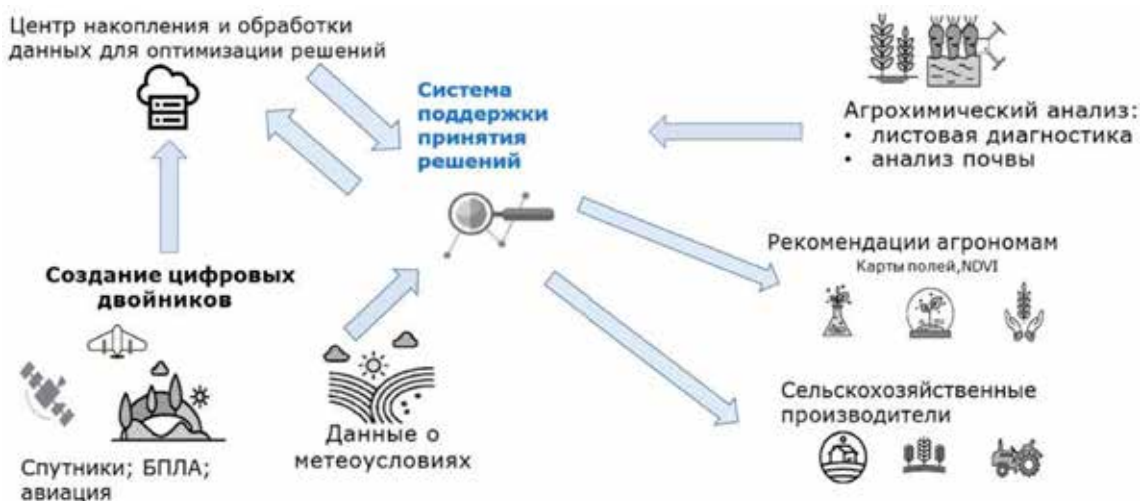 Центр накопления и обработки
данных для оптимизации решений
Система
поддержки
принятия
решений
Агрохимический анализ:
• листовая диагностика
• анализ почвы
Рекомендации агрономам
Карты полей,NDVI
Создание цифровых
двойников
Сельскохозяйственные
производители
Данные о
метеоусловиях
Спутники; БПЛА;
авиация